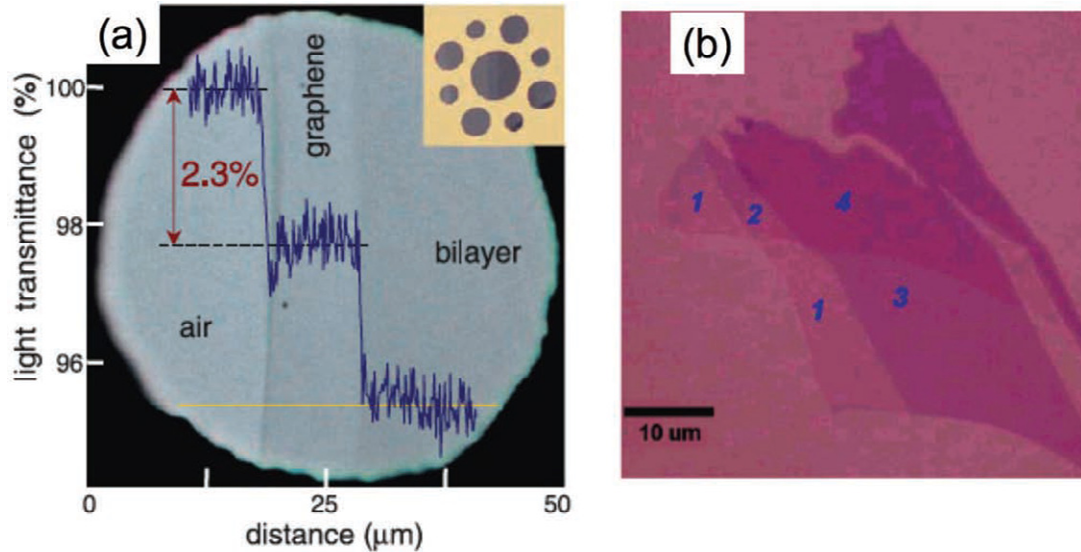 (a)
light transmittance (%)
100
98
96
2.3%
graphene
air
bilayer
0
25
50
distance (μm)
(b)
1
2
4
1
3
10 um